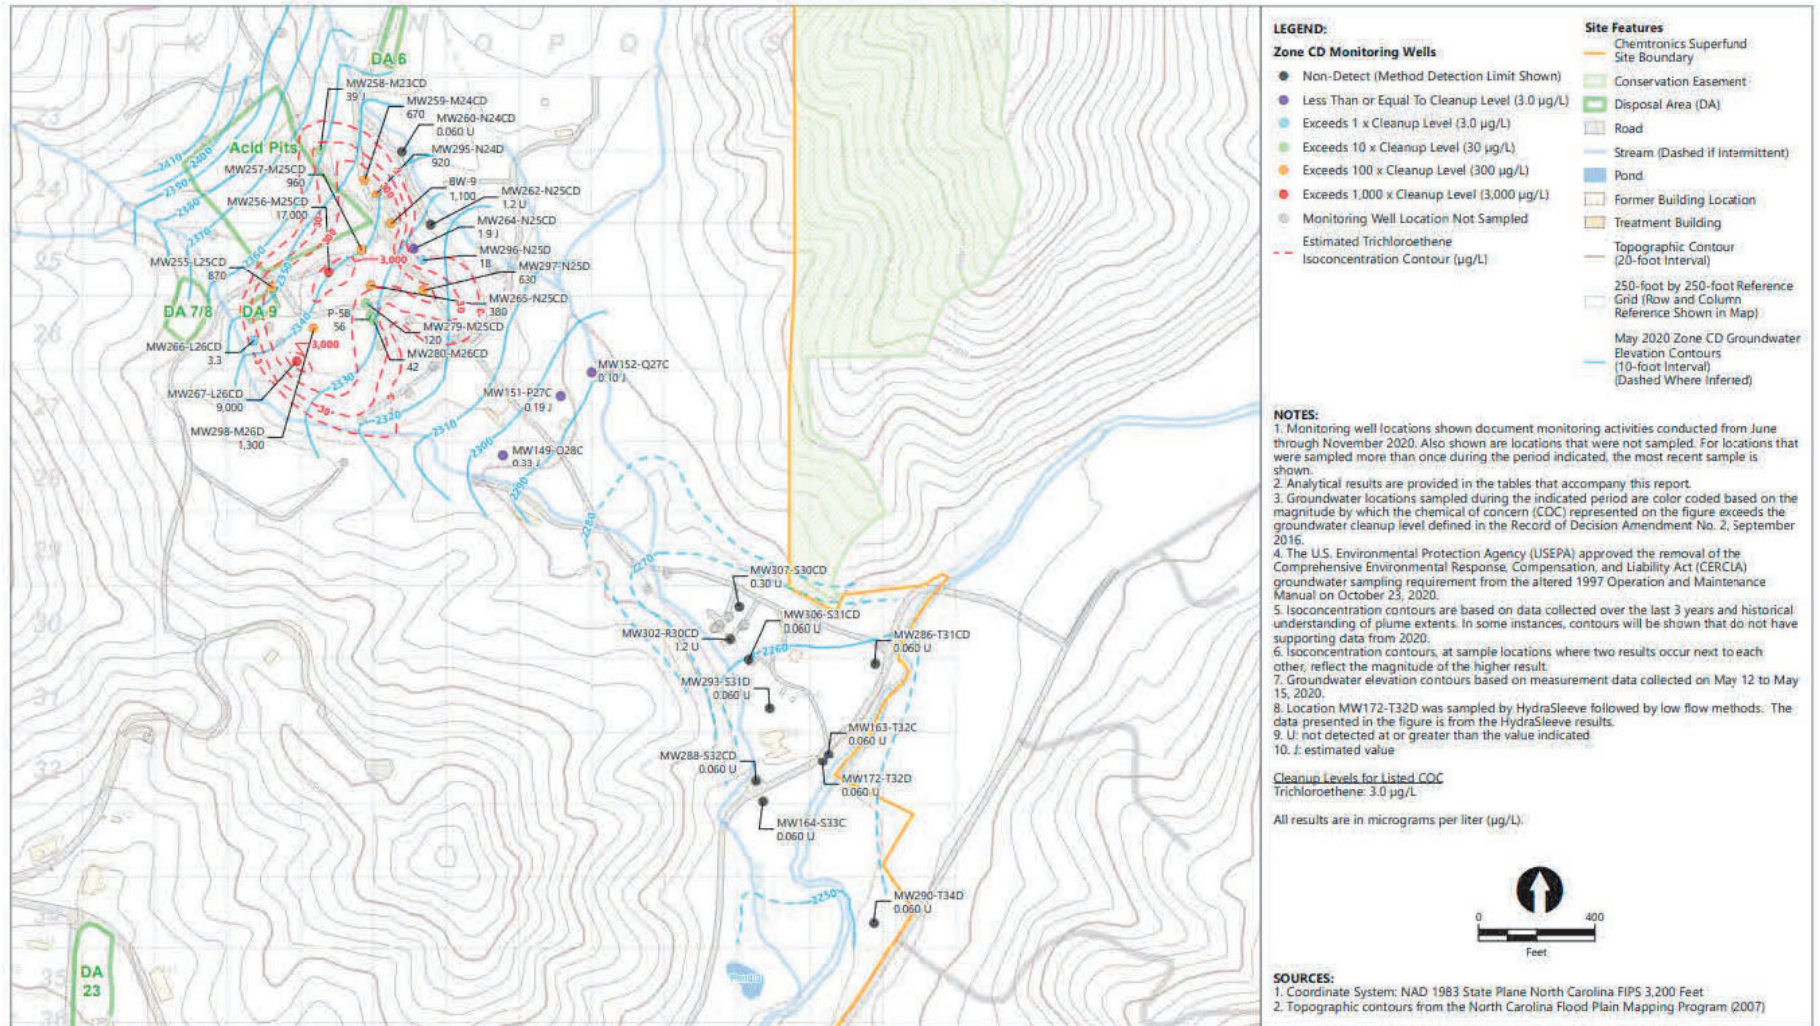 DA 6
MW258-M23CD
39 J
MW259-M24CD
670
MW260-N24CD
0.060 U
MW295-N24D
920
Acid Pits
MW257-M25CD
960
BW-9
1,100
MW262-N25CD
1.2 U
MW256-M25CD
17,000
MW264-N25CD
1.9 J
MW296-N25D
18
MW255-L25CD
870
MW297-N25D
630
MW265-N25CD
380
DA 7/8
DA 9
P-5B
56
MW279-M25CD
120
MW266-L26CD
3.3
MW280-M26CD
42
MW267-L26CD
9,000
MW298-M26D
1,300
3,000
3,000
300
300
30
30
2410
2400
2390
2380
2370
2360
2350
2340
2330
2320
2310
2300
2290
2280
2270
2260
2250
MW152-Q27C
0.10 J
MW151-P27C
0.19 J
MW149-O28C
0.33 J
MW307-S30CD
0.30 U
MW306-S31CD
0.060 U
MW302-R30CD
1.2 U
MW286-T31CD
0.060 U
MW293-S31D
0.060 U
MW163-T32C
0.060 U
MW288-S32CD
0.060 U
MW172-T32D
0.060 U
MW164-S33C
0.060 U
MW290-T34D
0.060 U
DA
23
LEGEND:
Zone CD Monitoring Wells
Non-Detect (Method Detection Limit Shown)
Less Than or Equal To Cleanup Level (3.0 µg/L)
Exceeds 1 x Cleanup Level (3.0 µg/L)
Exceeds 10 x Cleanup Level (30 µg/L)
Exceeds 100 x Cleanup Level (300 µg/L)
Exceeds 1,000 x Cleanup Level (3,000 µg/L)
Monitoring Well Location Not Sampled
Estimated Trichloroethene
Isoconcentration Contour (µg/L)
Site Features
Chemtronics Superfund
Site Boundary
Conservation Easement
Disposal Area (DA)
Road
Stream (Dashed if Intermittent)
Pond
Former Building Location
Treatment Building
Topographic Contour
(20-foot Interval)
250-foot by 250-foot Reference
Grid (Row and Column
Reference Shown in Map)
May 2020 Zone CD Groundwater
Elevation Contours
(10-foot Interval)
(Dashed Where Inferred)
NOTES:
1. Monitoring well locations shown document monitoring activities conducted from June
through November 2020. Also shown are locations that were not sampled. For locations that
were sampled more than once during the period indicated, the most recent sample is
shown.
2. Analytical results are provided in the tables that accompany this report.
3. Groundwater locations sampled during the indicated period are color coded based on the
magnitude by which the chemical of concern (COC) represented on the figure exceeds the
groundwater cleanup level defined in the Record of Decision Amendment No. 2, September
2016.
4. The U.S. Environmental Protection Agency (USEPA) approved the removal of the
Comprehensive Environmental Response, Compensation, and Liability Act (CERCLA)
groundwater sampling requirement from the altered 1997 Operation and Maintenance
Manual on October 23, 2020.
5. Isoconcentration contours are based on data collected over the last 3 years and historical
understanding of plume extents. In some instances, contours will be shown that do not have
supporting data from 2020.
6. Isoconcentration contours, at sample locations where two results occur next to each
other, reflect the magnitude of the higher result.
7. Groundwater elevation contours based on measurement data collected on May 12 to May
15, 2020.
8. Location MW172-T32D was sampled by HydraSleeve followed by low flow methods. The
data presented in the figure is from the HydraSleeve results.
9. U: not detected at or greater than the value indicated
10. J: estimated value
Cleanup Levels for Listed COC
Trichloroethene: 3.0 µg/L
All results are in micrograms per liter (µg/L).
0 400
Feet
SOURCES:
1. Coordinate System: NAD 1983 State Plane North Carolina FIPS 3,200 Feet
2. Topographic contours from the North Carolina Flood Plain Mapping Program (2007)